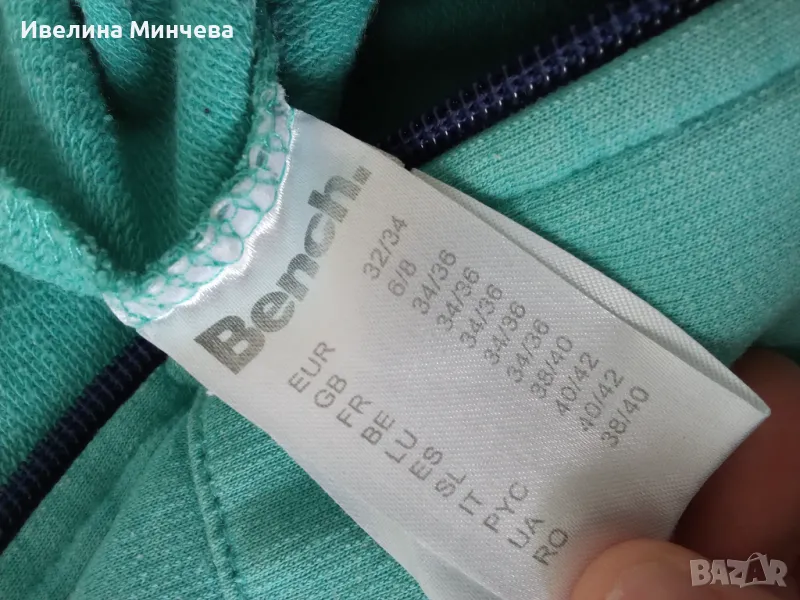 Ивелина Минчева
Bench.
EUR 32/34
GB 6/8
FR 34/36
BE 34/36
LU 34/36
ES 34/36
SL 34/36
IT 38/40
РУС 40/42
UA 40/42
RO 38/40
BAZAR